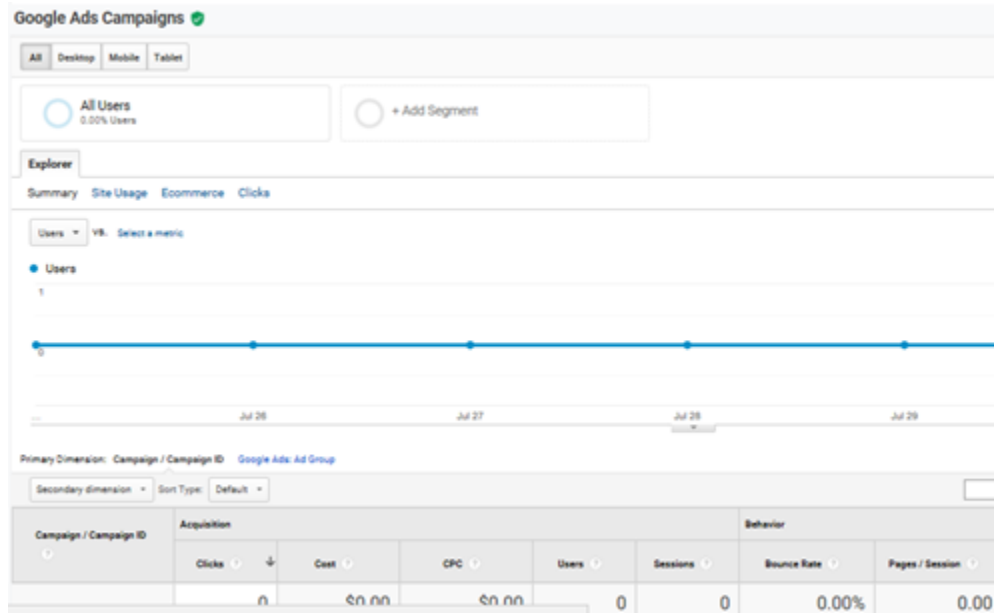 Google Ads Campaigns
All Desktop Mobile Tablet
All Users
0.00% Users
+ Add Segment
Explorer
Summary Site Usage Ecommerce Clicks
Users VS. Select a metric
Users
1
0
... Jul 26 Jul 27 Jul 28 Jul 29
Primary Dimension: Campaign / Campaign ID Google Ads: Ad Group
Secondary dimension Sort Type: Default
Campaign / Campaign ID Acquisition Behavior
Clicks Cost CPC Users Sessions Bounce Rate Pages / Session
0 $0.00 $0.00 0 0 0.00% 0.00